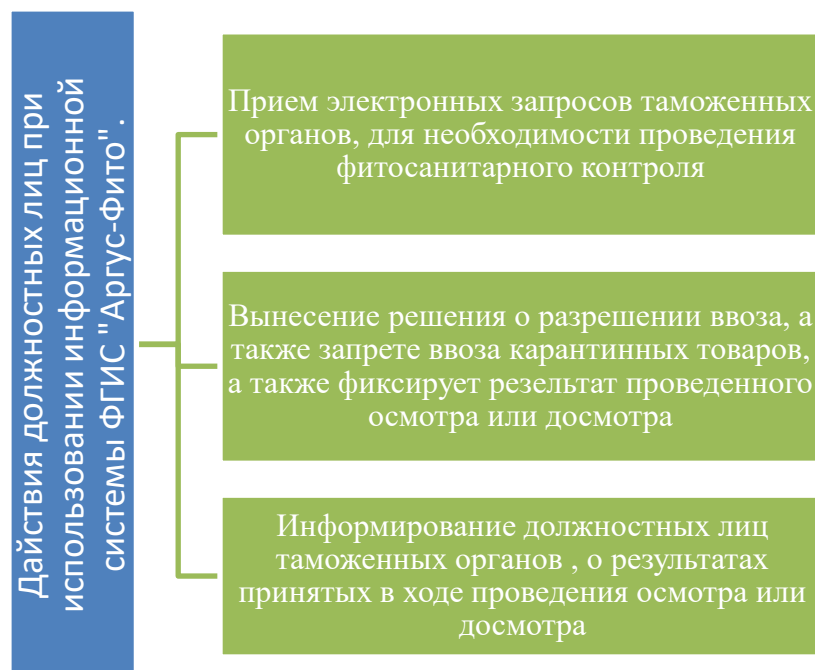 Дайствия должностных лиц при
использовании информационной
системы ФГИС "Аргус-Фито".
Прием электронных запросов таможенных
органов, для необходимости проведения
фитосанитарного контроля
Вынесение решения о разрешении ввоза, а
также запрете ввоза карантинных товаров,
а также фиксирует резельтат проведенного
осмотра или досмотра
Информирование должностных лиц
таможенных органов , о результатах
принятых в ходе проведения осмотра или
досмотра